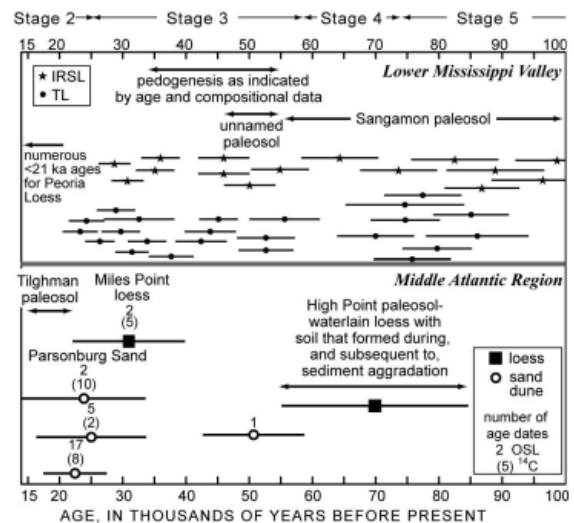 Stage 2 Stage 3 Stage 4 Stage 5
15 20 30 40 50 60 70 80 90 100
IRSL
TL
pedogenesis as indicated
by age and compositional data
Lower Mississippi Valley
unnamed
paleosol
Sangamon paleosol
numerous
<21 ka ages
for Peoria
Loess
Middle Atlantic Region
Tilghman
paleosol
Miles Point
loess
2
(5)
High Point paleosol-
waterlain loess with
soil that formed during,
and subsequent to,
sediment aggradation
Parsonburg Sand
2
(10)
5
(2)
17
(8)
1
loess
sand
dune
number of
age dates
2 OSL
(5) 14C
15 20 30 40 50 60 70 80 90 100
AGE, IN THOUSANDS OF YEARS BEFORE PRESENT